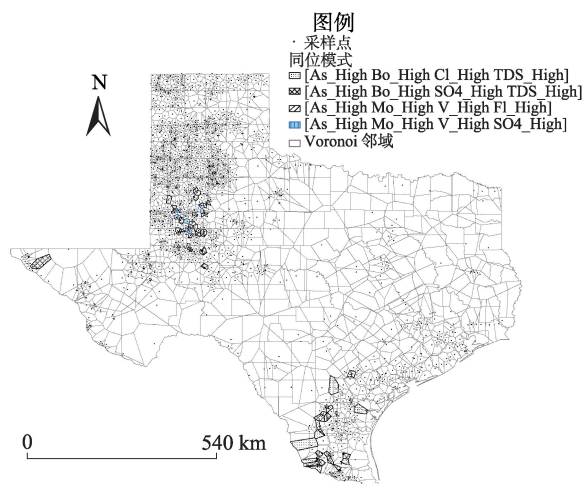 图例
采样点
同位模式
[As_High Bo_High Cl_High TDS_High]
[As_High Bo_High SO4_High TDS_High]
[As_High Mo_High V_High Fl_High]
[As_High Mo_High V_High SO4_High]
Voronoi 邻域
N
0 540 km